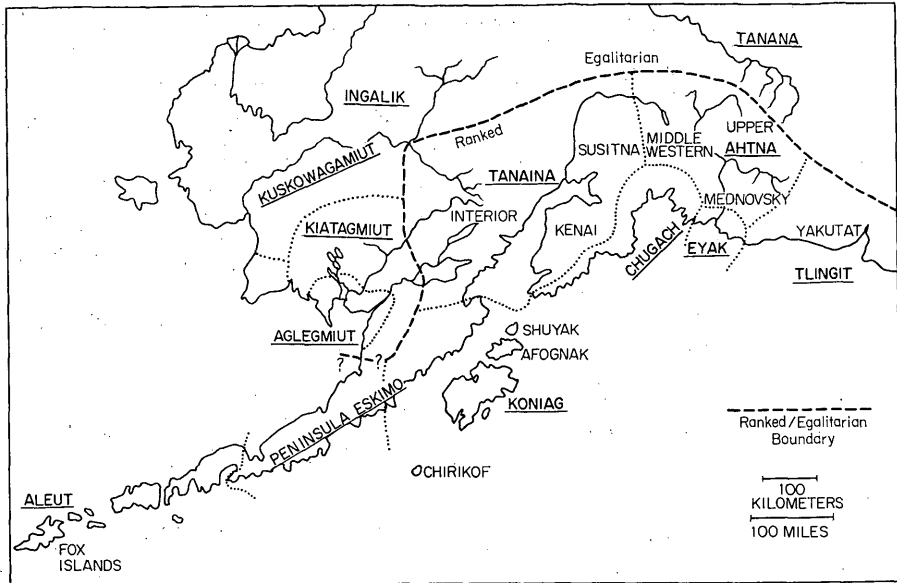 TANANA
Egalitarian
INGALIK
UPPER
Ranked
SUSITNA
MIDDLE
WESTERN
AHTNA
KUSKOWAGAMIUT
TANAINA
MEDNOVSKY
INTERIOR
KIATAGMIUT
KENAI
CHUGACH
EYAK
YAKUTAT
TLINGIT
SHUYAK
AGLEGMIUT
AFOGNAK
? ?
KONIAG
PENINSULA ESKIMO
Ranked/Egalitarian
Boundary
CHIRIKOF
100
KILOMETERS
ALEUT
100 MILES
FOX
ISLANDS